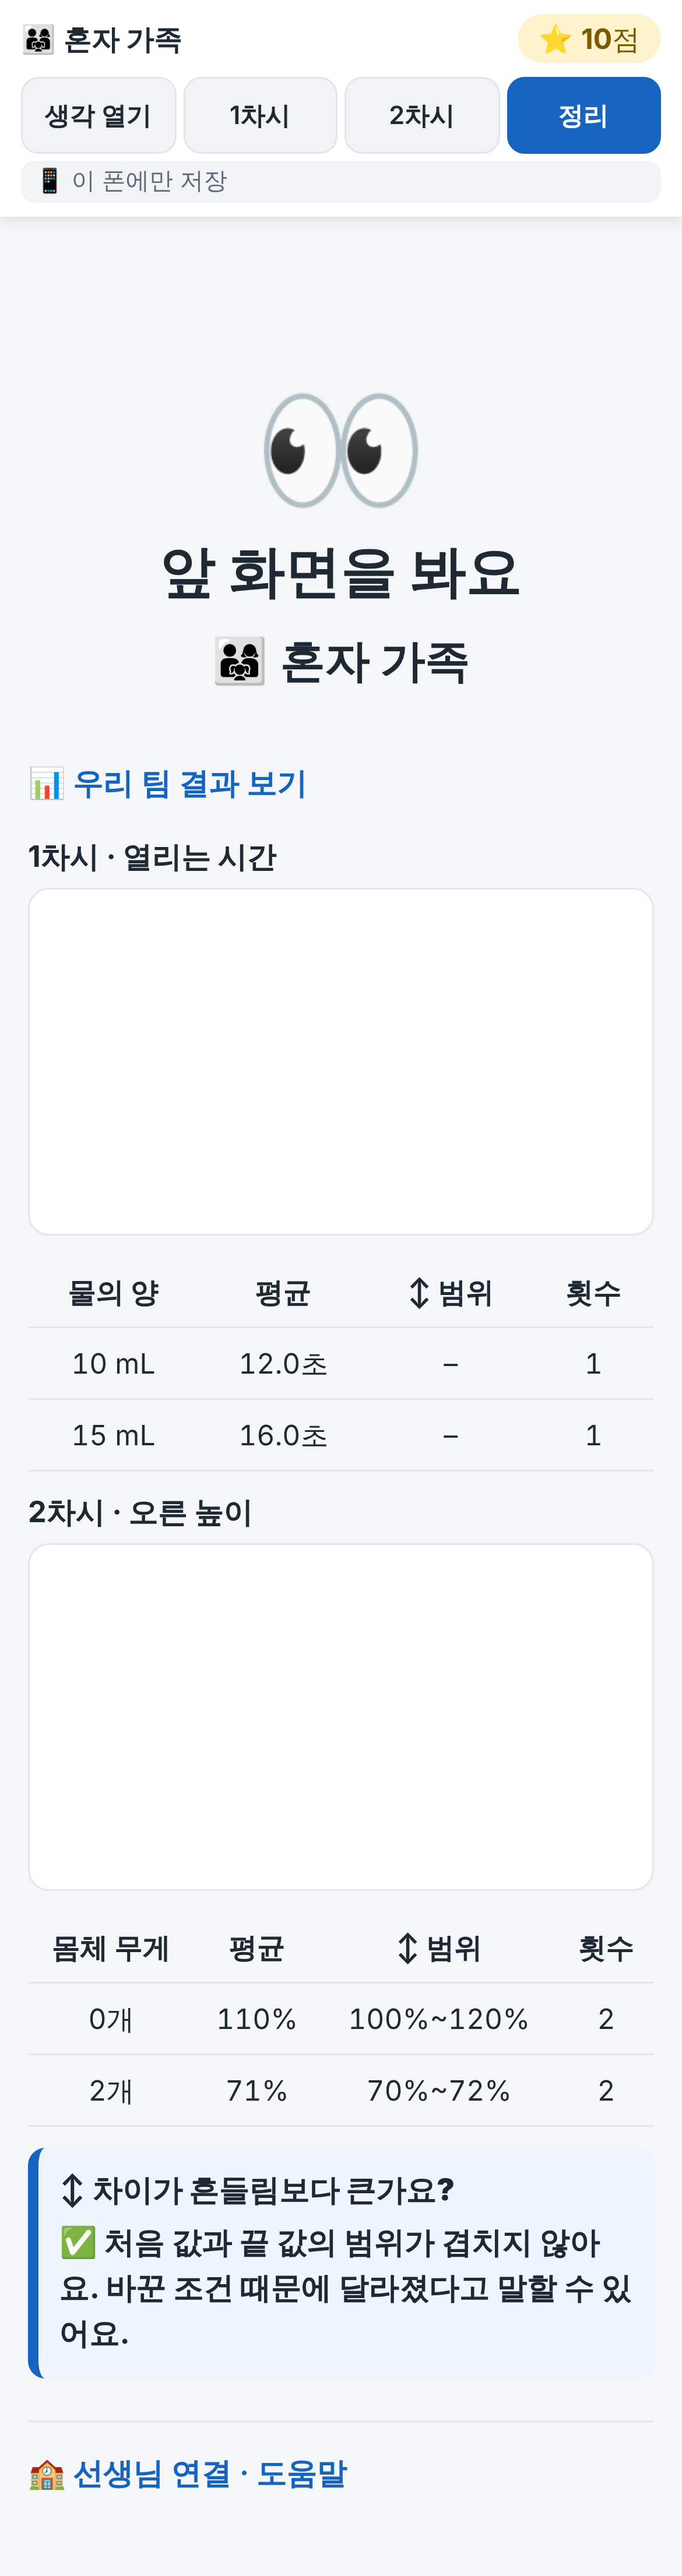 👨‍👩‍👧 혼자 가족
⭐ 10점
생각 열기 1차시 2차시 정리
📱 이 폰에만 저장
👀
앞 화면을 봐요
👨‍👩‍👧 혼자 가족
📊 우리 팀 결과 보기
1차시 · 열리는 시간
물의 양 평균 ↕ 범위 횟수
10 mL 12.0초 – 1
15 mL 16.0초 – 1
2차시 · 오른 높이
몸체 무게 평균 ↕ 범위 횟수
0개 110% 100%~120% 2
2개 71% 70%~72% 2
↕ 차이가 흔들림보다 큰가요?
✅ 처음 값과 끝 값의 범위가 겹치지 않아
요. 바꾼 조건 때문에 달라졌다고 말할 수 있
어요.
🏫 선생님 연결 · 도움말